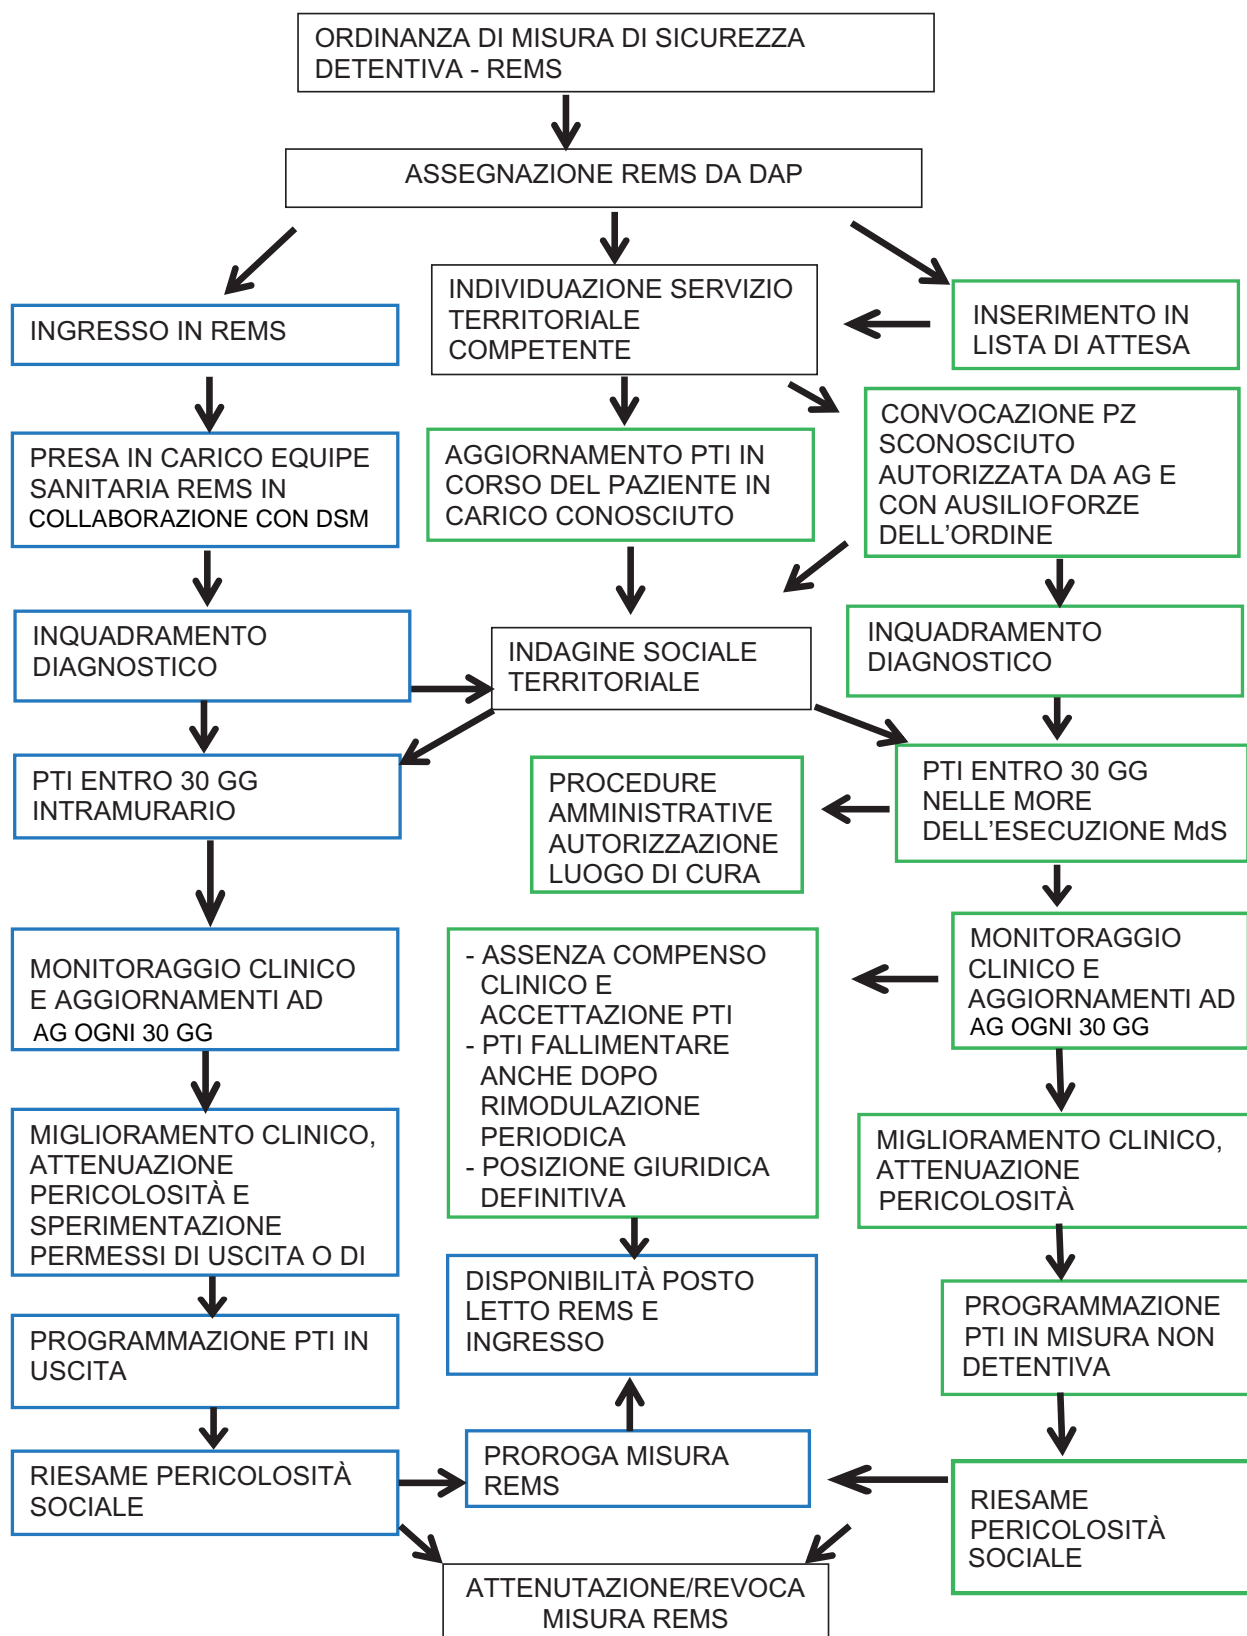 ORDINANZA DI MISURA DI SICUREZZA
DETENTIVA - REMS
ASSEGNAZIONE REMS DA DAP
INGRESSO IN REMS
INDIVIDUAZIONE SERVIZIO
TERRITORIALE
COMPETENTE
INSERIMENTO IN
LISTA DI ATTESA
PRESA IN CARICO EQUIPE
SANITARIA REMS IN
COLLABORAZIONE CON DSM
AGGIORNAMENTO PTI IN
CORSO DEL PAZIENTE IN
CARICO CONOSCIUTO
CONVOCAZIONE PZ
SCONOSCIUTO
AUTORIZZATA DA AG E
CON AUSILIOFORZE
DELL’ORDINE
INQUADRAMENTO
DIAGNOSTICO
INDAGINE SOCIALE
TERRITORIALE
INQUADRAMENTO
DIAGNOSTICO
PTI ENTRO 30 GG
INTRAMURARIO
PROCEDURE
AMMINISTRATIVE
AUTORIZZAZIONE
LUOGO DI CURA
PTI ENTRO 30 GG
NELLE MORE
DELL’ESECUZIONE MdS
MONITORAGGIO CLINICO
E AGGIORNAMENTI AD
AG OGNI 30 GG
- ASSENZA COMPENSO
CLINICO E
ACCETTAZIONE PTI
- PTI FALLIMENTARE
ANCHE DOPO
RIMODULAZIONE
PERIODICA
- POSIZIONE GIURIDICA
DEFINITIVA
MONITORAGGIO
CLINICO E
AGGIORNAMENTI AD
AG OGNI 30 GG
MIGLIORAMENTO CLINICO,
ATTENUAZIONE
PERICOLOSITÀ E
SPERIMENTAZIONE
PERMESSI DI USCITA O DI
MIGLIORAMENTO CLINICO,
ATTENUAZIONE
PERICOLOSITÀ
DISPONIBILITÀ POSTO
LETTO REMS E
INGRESSO
PROGRAMMAZIONE PTI IN
USCITA
PROGRAMMAZIONE
PTI IN MISURA NON
DETENTIVA
RIESAME PERICOLOSITÀ
SOCIALE
PROROGA MISURA
REMS
RIESAME
PERICOLOSITÀ
SOCIALE
ATTENUTAZIONE/REVOCA
MISURA REMS